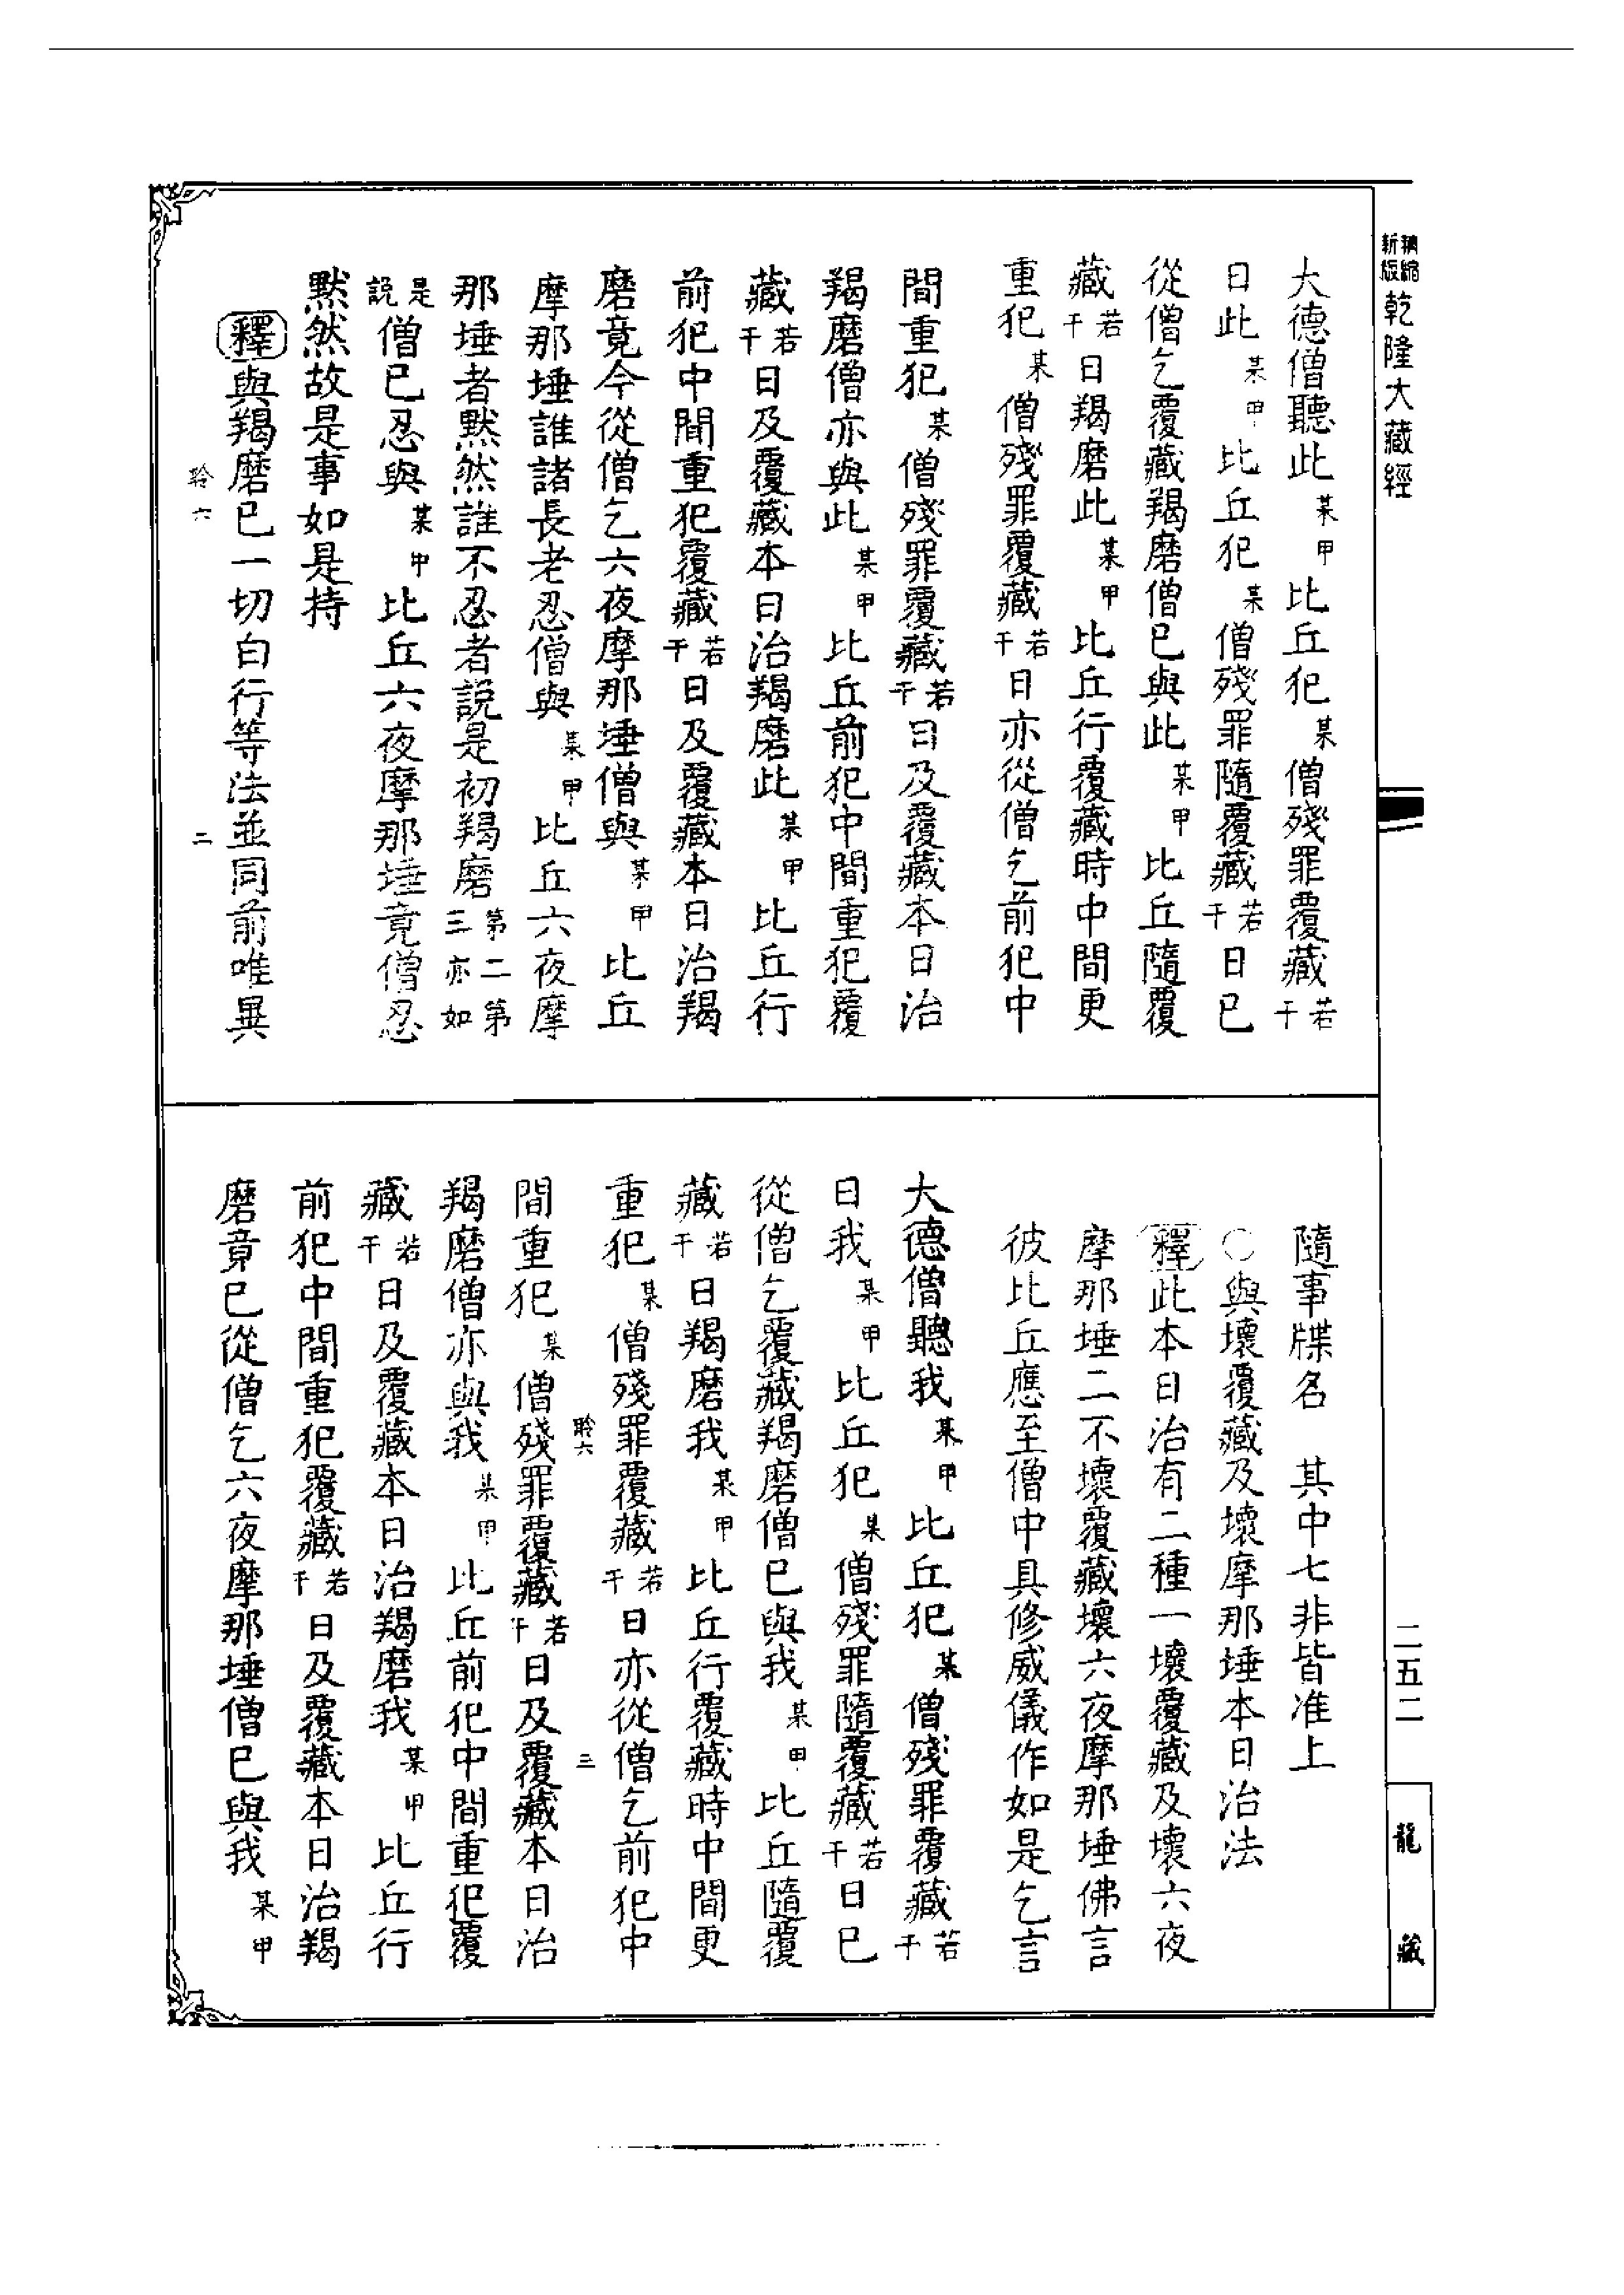 新版精縮 乾隆大藏經
大德僧聽此某甲比丘犯某僧殘罪覆藏若干
日此某甲比丘犯某僧殘罪隨覆藏若干日已
從僧乞覆藏羯磨僧已與此某甲比丘隨覆
藏若干日羯磨此某甲比丘行覆藏時中間更
重犯某僧殘罪覆藏若干日亦從僧乞前犯中
間重犯某僧殘罪覆藏若干日及覆藏本日治
羯磨僧亦與此某甲比丘前犯中間重犯覆
藏若干日及覆藏本日治羯磨此某甲比丘行
前犯中間重犯覆藏若干日及覆藏本日治羯
磨竟今從僧乞六夜摩那埵僧與某甲比丘
摩那埵誰諸長老忍僧與某甲比丘六夜摩
那埵者默然誰不忍者說是初羯磨第二第三亦如
是說僧已忍與某甲比丘六夜摩那埵竟僧忍
默然故是事如是持
釋與羯磨已一切白行等法並同前唯異
聆六 二
隨事牒名 其中七非皆准上
○與壞覆藏及壞摩那埵本日治法
釋此本日治有二種一壞覆藏及壞六夜
摩那埵二不壞覆藏壞六夜摩那埵佛言
彼比丘應至僧中具修威儀作如是乞言
大德僧聽我某甲比丘犯某僧殘罪覆藏若干
日我某甲比丘犯某僧殘罪隨覆藏若干日已
從僧乞覆藏羯磨僧已與我某甲比丘隨覆
藏若干日羯磨我某甲比丘行覆藏時中間更
重犯某僧殘罪覆藏若干日亦從僧乞前犯中
聆六 三
間重犯某僧殘罪覆藏若干日及覆藏本日治
羯磨僧亦與我某甲比丘前犯中間重犯覆
藏若干日及覆藏本日治羯磨我某甲比丘行
前犯中間重犯覆藏若干日及覆藏本日治羯
磨竟已從僧乞六夜摩那埵僧已與我某甲
二五二
龍藏